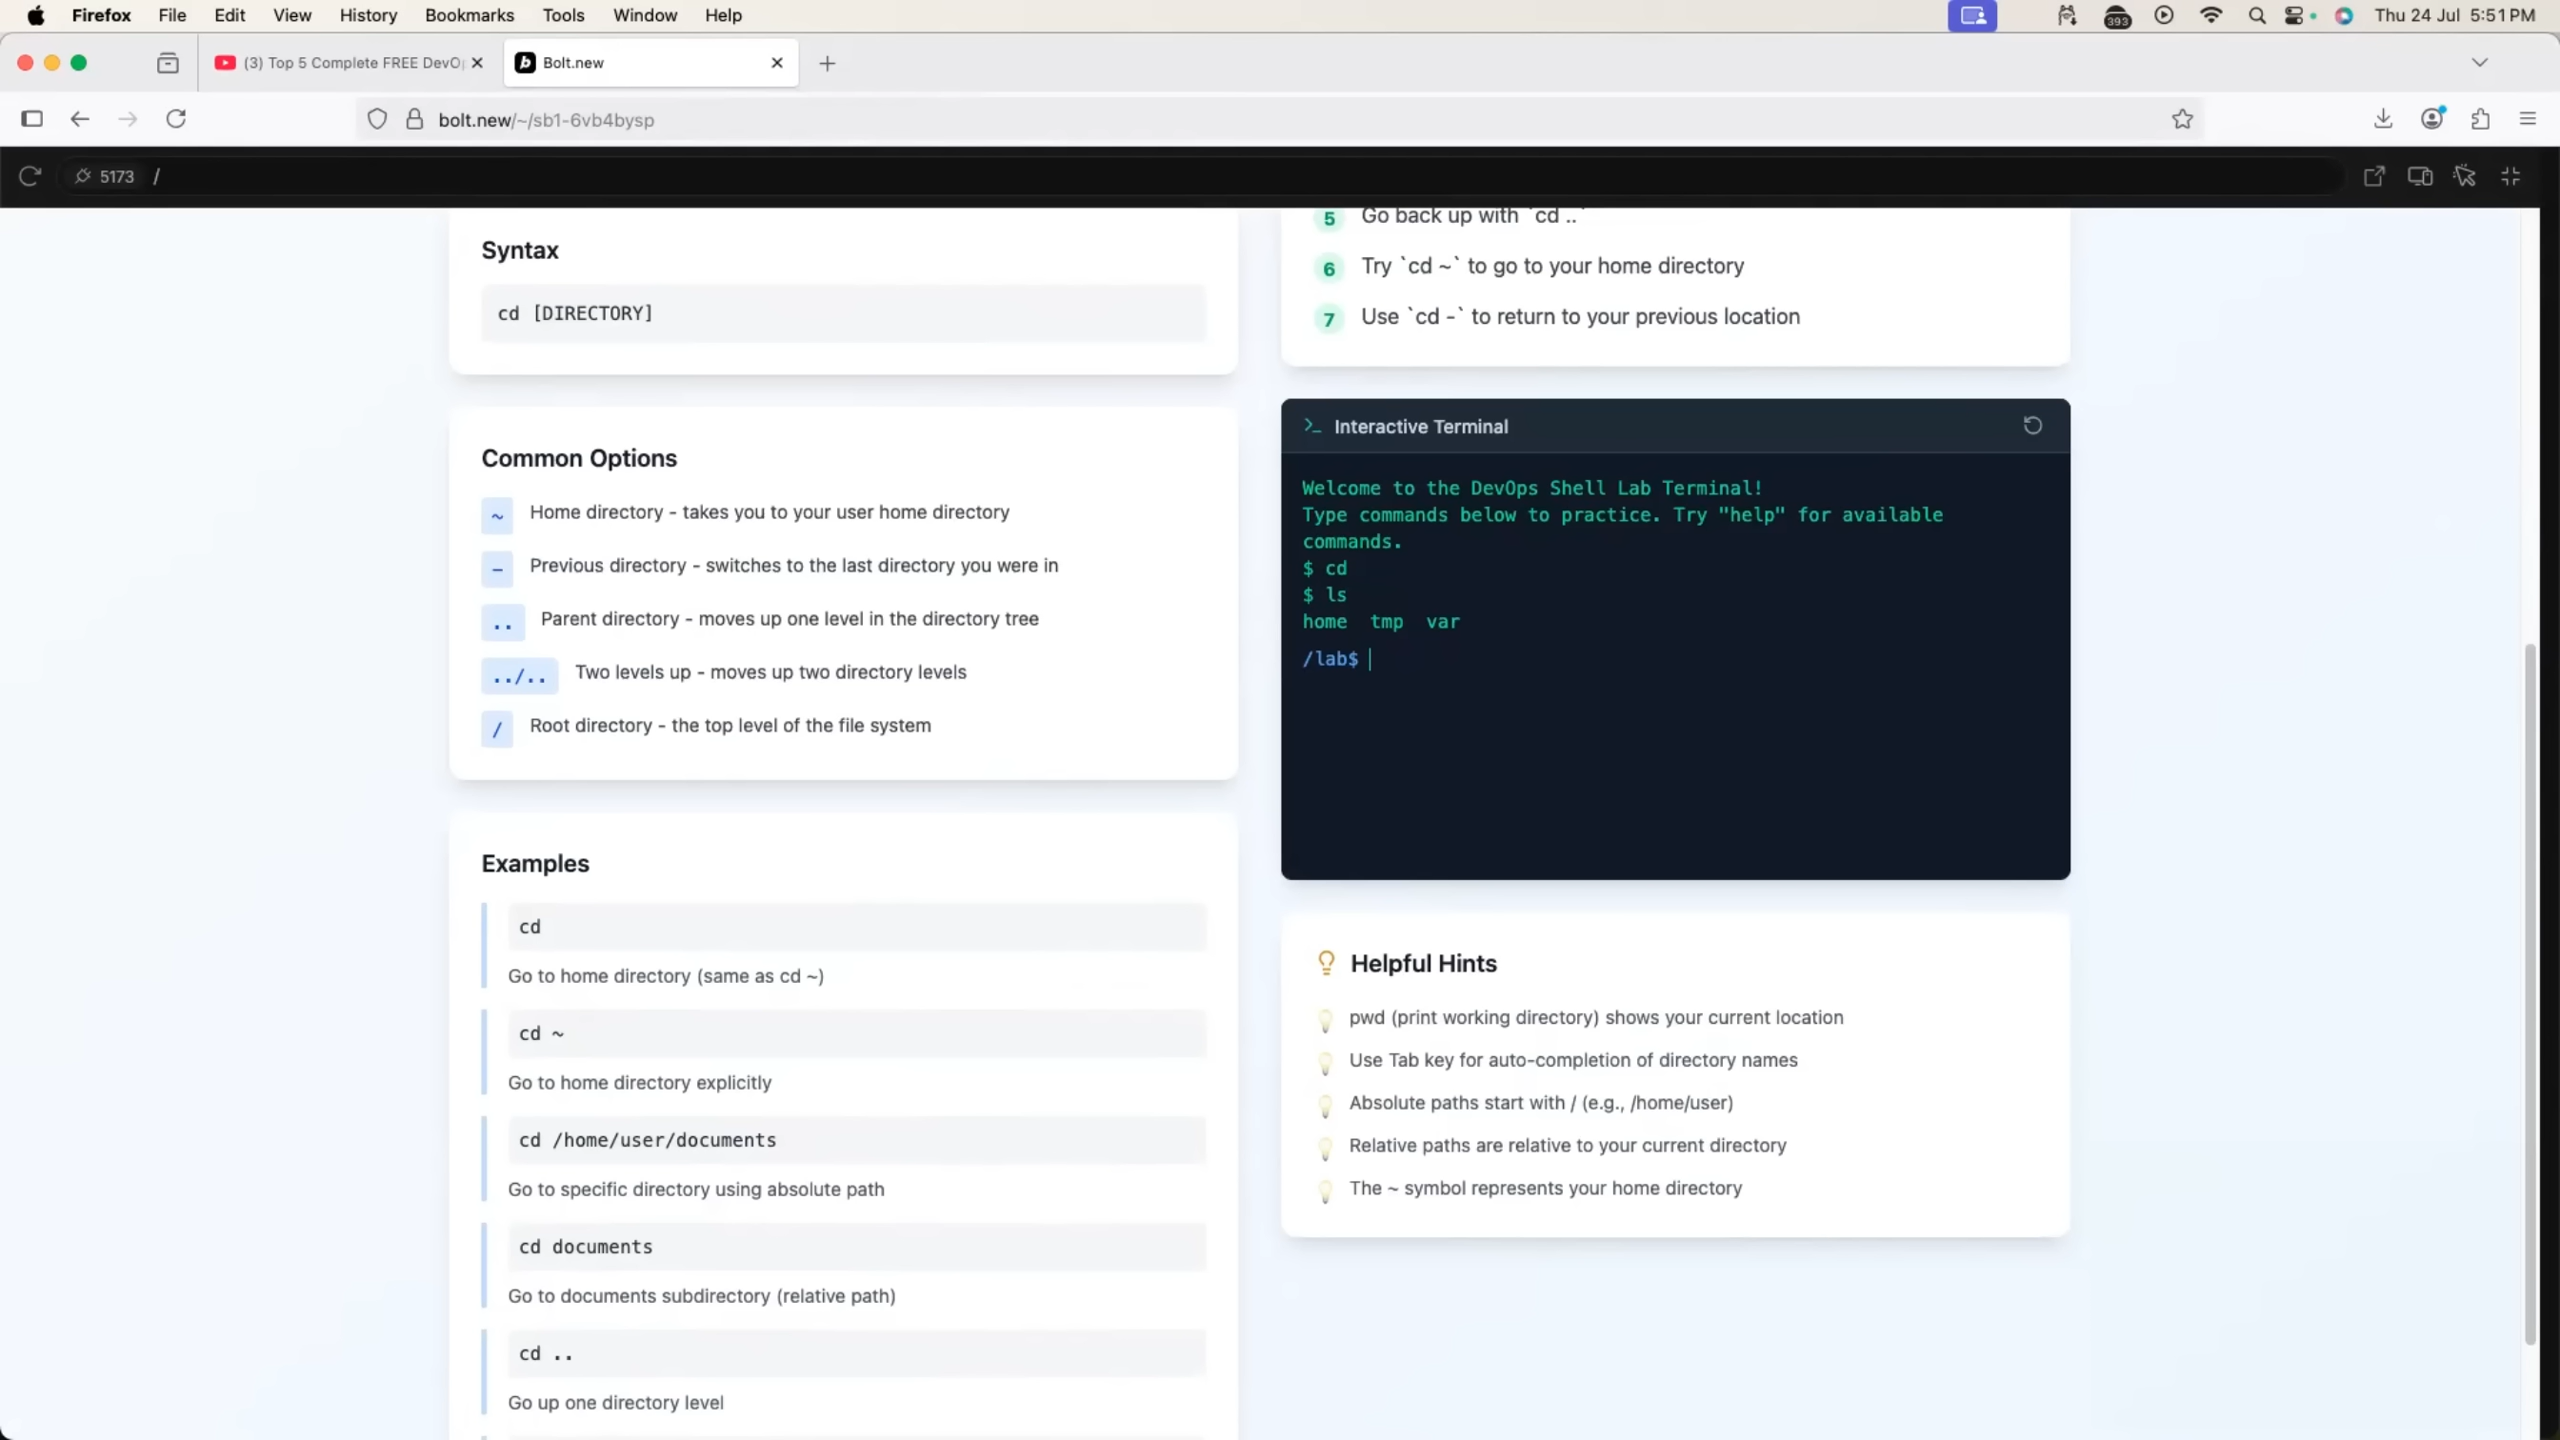 Firefox File Edit View History Bookmarks Tools Window Help
393
Thu 24 Jul 5:51 PM
(3) Top 5 Complete FREE DevO
Bolt.new
bolt.new/~/sb1-6vb4bysp
5173 /
Syntax
cd [DIRECTORY]
Common Options
~ Home directory - takes you to your user home directory
- Previous directory - switches to the last directory you were in
.. Parent directory - moves up one level in the directory tree
../.. Two levels up - moves up two directory levels
/ Root directory - the top level of the file system
Examples
cd
Go to home directory (same as cd ~)
cd ~
Go to home directory explicitly
cd /home/user/documents
Go to specific directory using absolute path
cd documents
Go to documents subdirectory (relative path)
cd ..
Go up one directory level
5 Go back up with `cd ..`
6 Try `cd ~` to go to your home directory
7 Use `cd -` to return to your previous location
Interactive Terminal
Welcome to the DevOps Shell Lab Terminal!
Type commands below to practice. Try "help" for available
commands.
$ cd
$ ls
home tmp var
/lab$
Helpful Hints
pwd (print working directory) shows your current location
Use Tab key for auto-completion of directory names
Absolute paths start with / (e.g., /home/user)
Relative paths are relative to your current directory
The ~ symbol represents your home directory